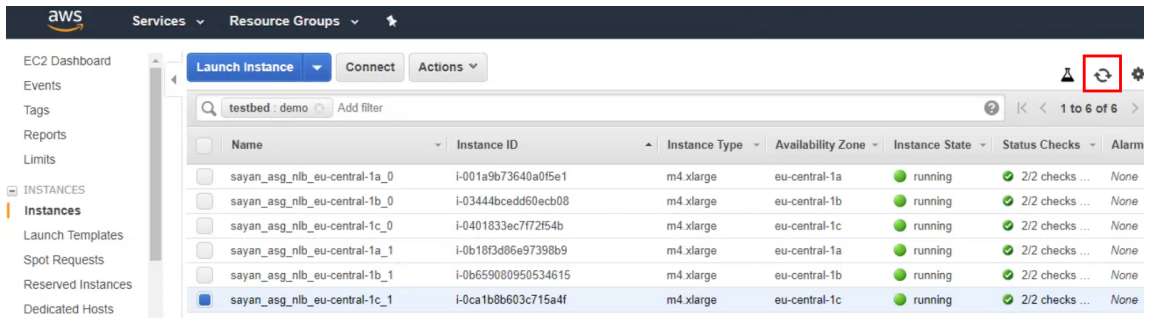 aws Services Resource Groups
EC2 Dashboard
Events
Tags
Reports
Limits
INSTANCES
Instances
Launch Templates
Spot Requests
Reserved Instances
Dedicated Hosts
Launch Instance Connect Actions
testbed : demo Add filter 1 to 6 of 6
Name Instance ID Instance Type Availability Zone Instance State Status Checks Alarm
sayan_asg_nlb_eu-central-1a_0 i-001a9b73640a0f5e1 m4.xlarge eu-central-1a running 2/2 checks ... None
sayan_asg_nlb_eu-central-1b_0 i-03444bcedd60ecb08 m4.xlarge eu-central-1b running 2/2 checks ... None
sayan_asg_nlb_eu-central-1c_0 i-0401833ec7f72f54b m4.xlarge eu-central-1c running 2/2 checks ... None
sayan_asg_nlb_eu-central-1a_1 i-0b18f3d86e97398b9 m4.xlarge eu-central-1a running 2/2 checks ... None
sayan_asg_nlb_eu-central-1b_1 i-0b659080950534615 m4.xlarge eu-central-1b running 2/2 checks ... None
sayan_asg_nlb_eu-central-1c_1 i-0ca1b8b603c715a4f m4.xlarge eu-central-1c running 2/2 checks ... None